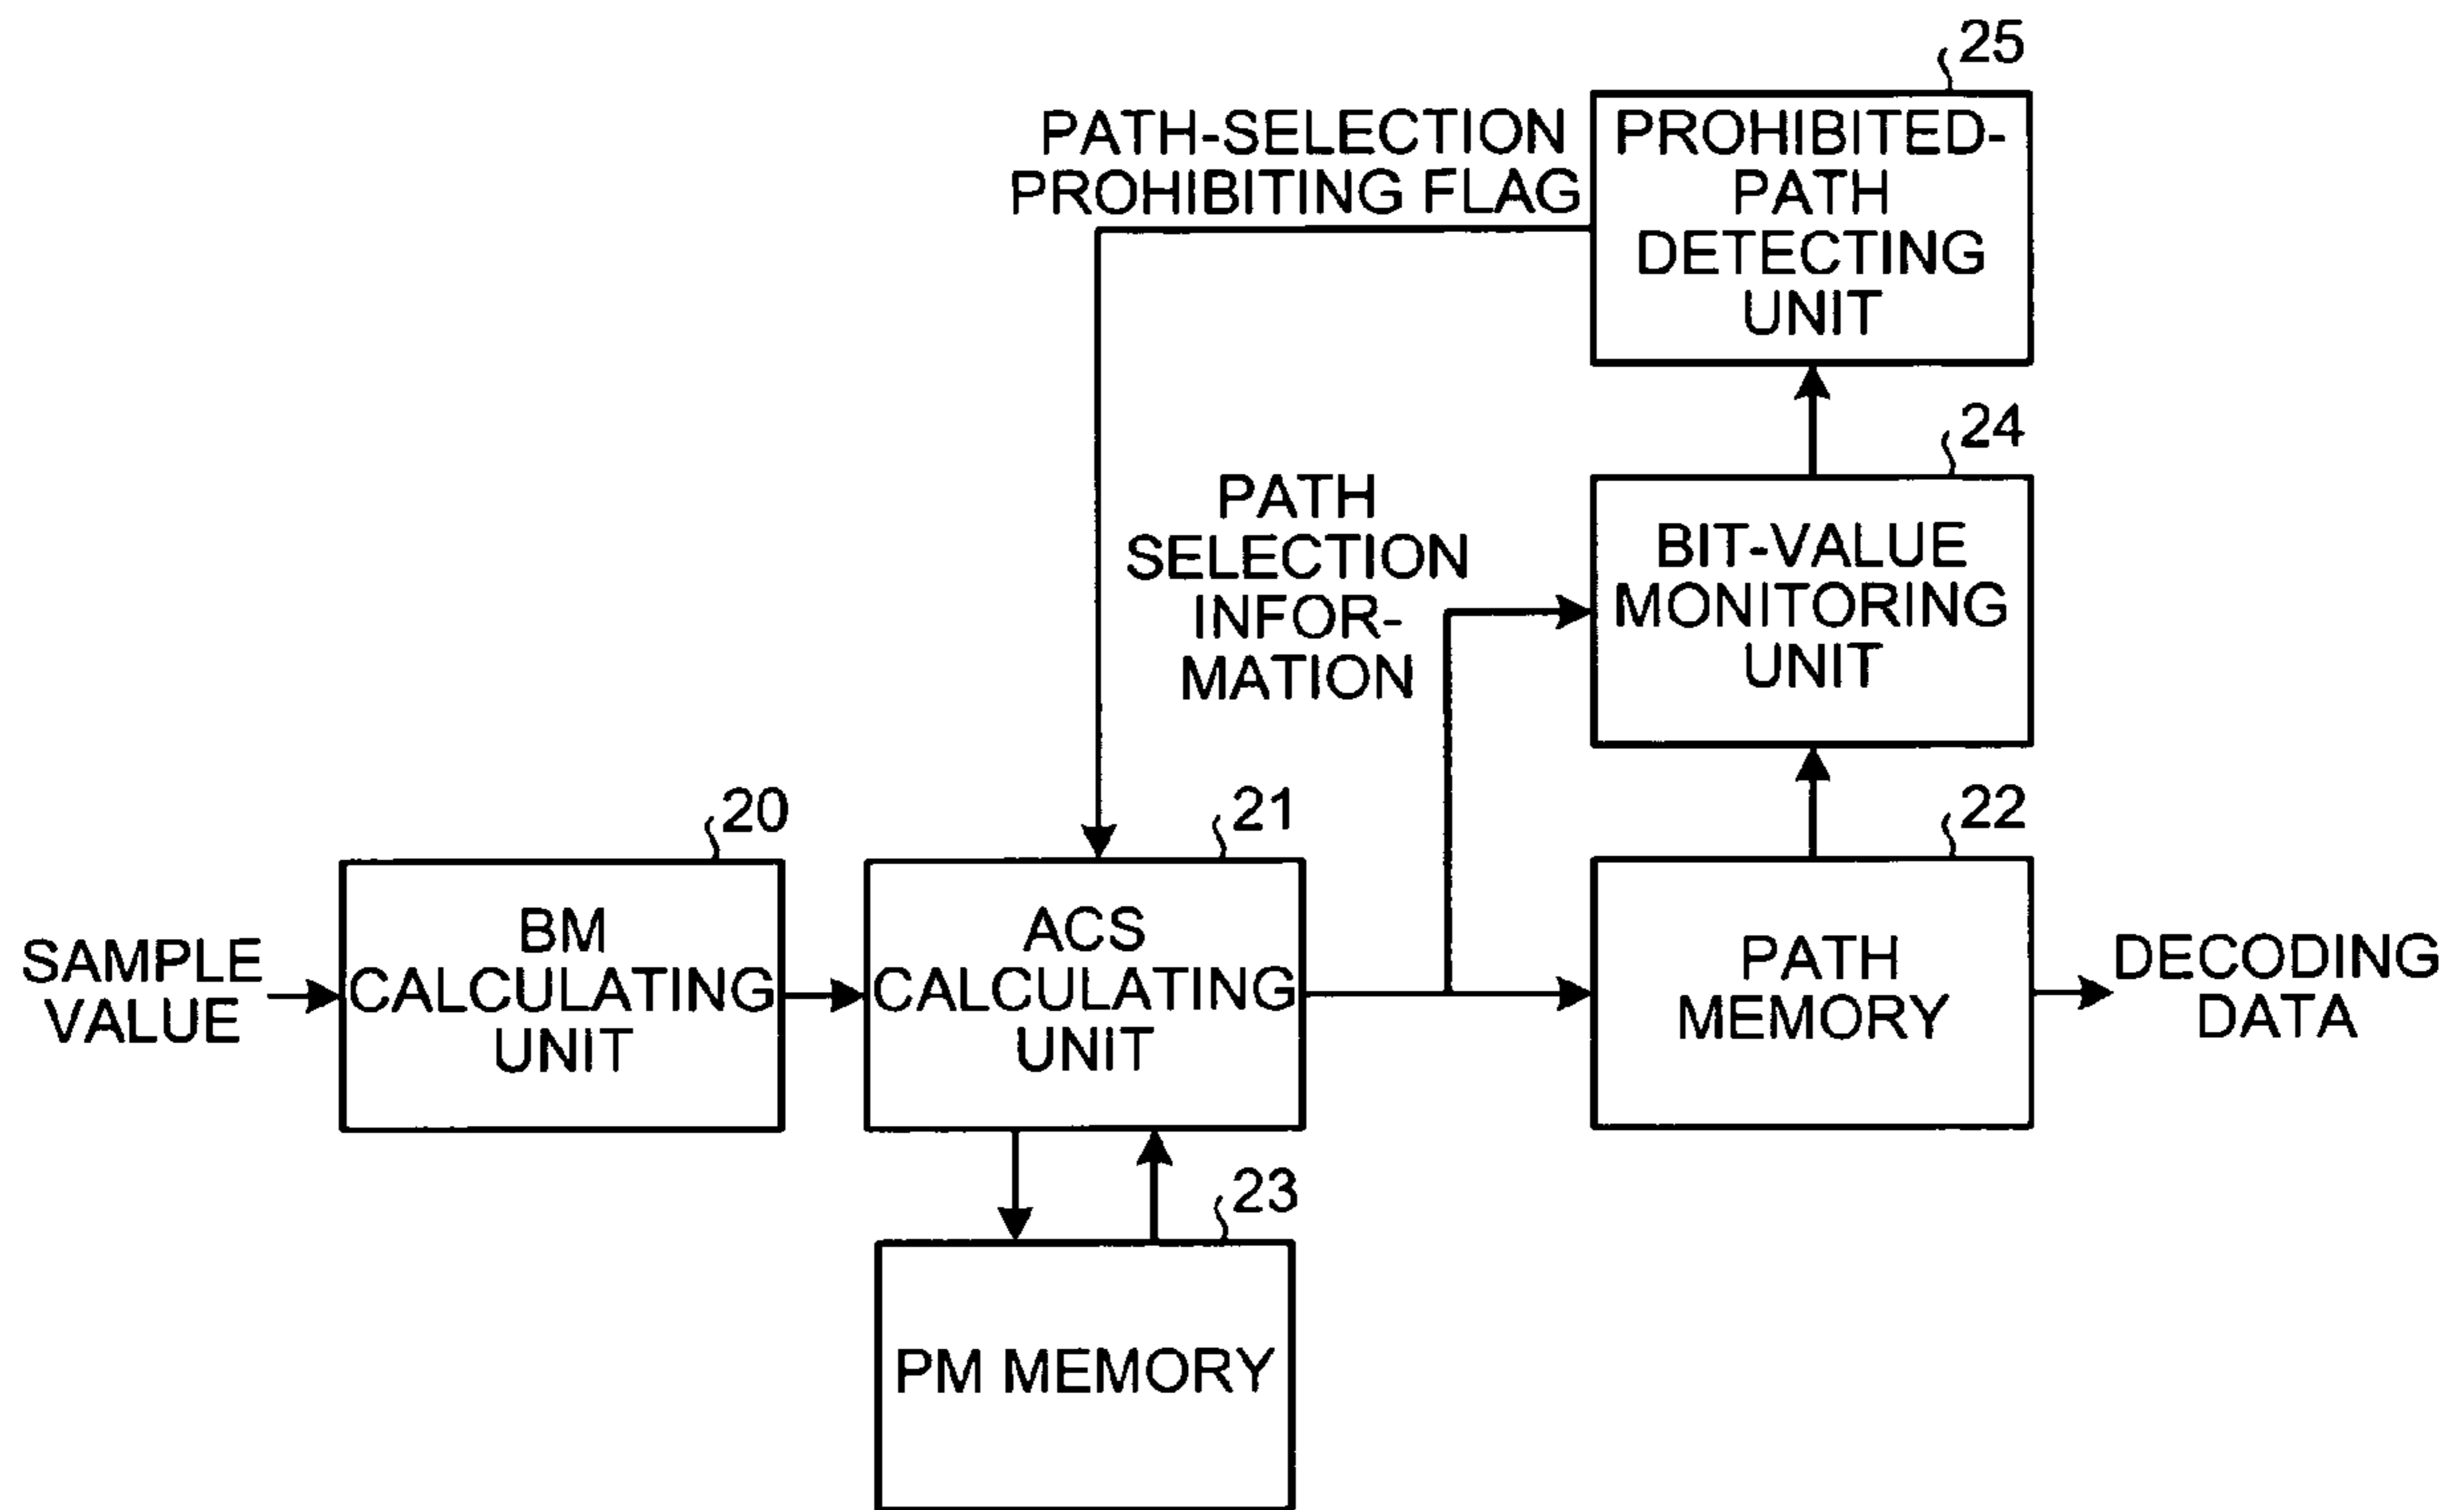 25
PATH-SELECTION
PROHIBITING FLAG
PROHIBITED-
PATH
DETECTING
UNIT
24
PATH
SELECTION
INFOR-
MATION
BIT-VALUE
MONITORING
UNIT
20
21
22
SAMPLE
VALUE
BM
CALCULATING
UNIT
ACS
CALCULATING
UNIT
PATH
MEMORY
DECODING
DATA
23
PM MEMORY